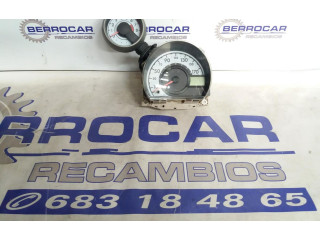 BERROCAR
RECAMBIOS
BERROCAR
RECAMBIOS
RROCAR
RECAMBIOS
683 18 48 65